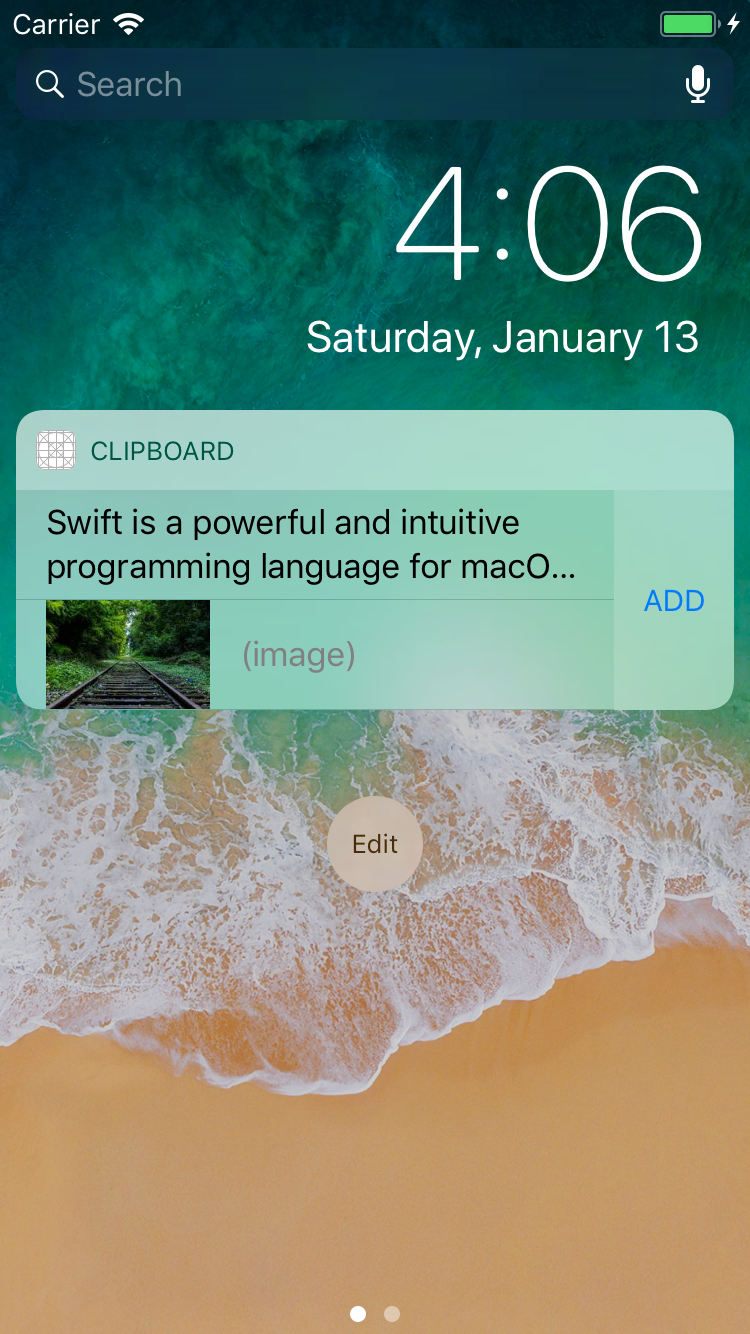 Carrier
Search
4:06
Saturday, January 13
CLIPBOARD
Swift is a powerful and intuitive
programming language for macO...
ADD
(image)
Edit